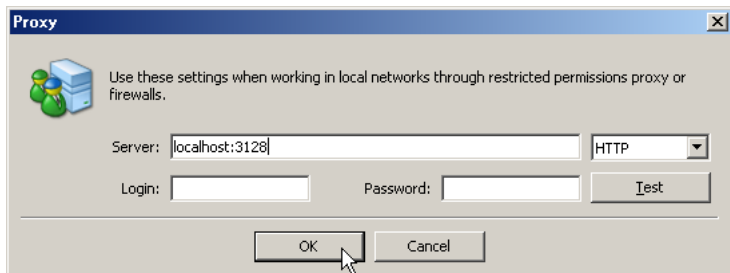 Proxy
Use these settings when working in local networks through restricted permissions proxy or
firewalls.
Server: localhost:3128 HTTP
Login: Password: Test
OK Cancel